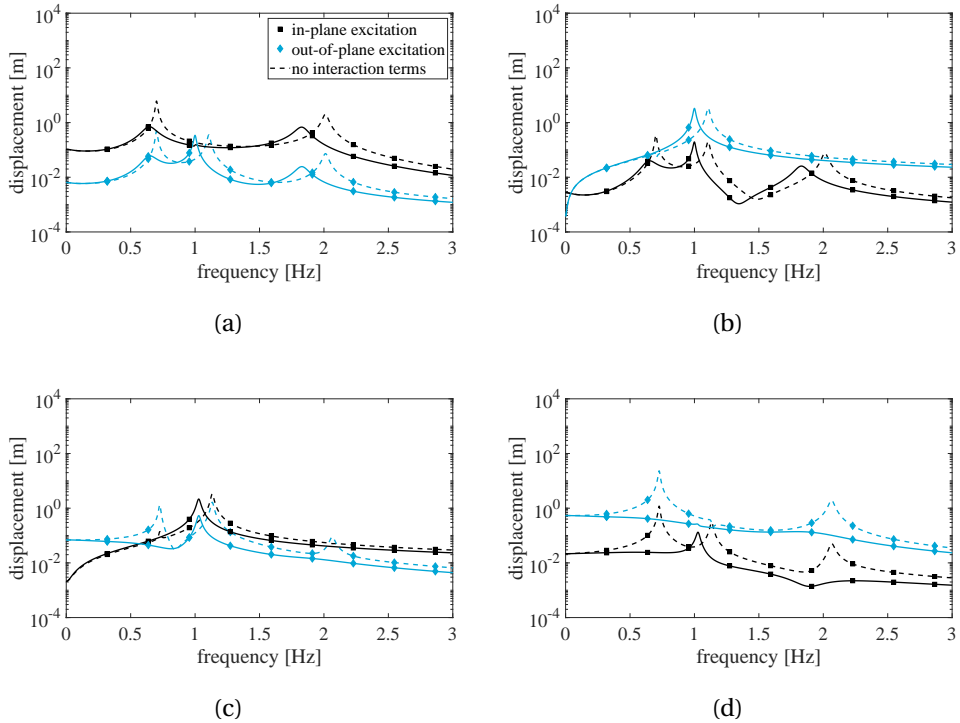 10^4
10^2
10^0
10^-2
10^-4
displacement [m]
in-plane excitation
out-of-plane excitation
no interaction terms
0 0.5 1 1.5 2 2.5 3
frequency [Hz]
(a)
10^4
10^2
10^0
10^-2
10^-4
displacement [m]
0 0.5 1 1.5 2 2.5 3
frequency [Hz]
(b)
10^4
10^2
10^0
10^-2
10^-4
displacement [m]
0 0.5 1 1.5 2 2.5 3
frequency [Hz]
(c)
10^4
10^2
10^0
10^-2
10^-4
displacement [m]
0 0.5 1 1.5 2 2.5 3
frequency [Hz]
(d)